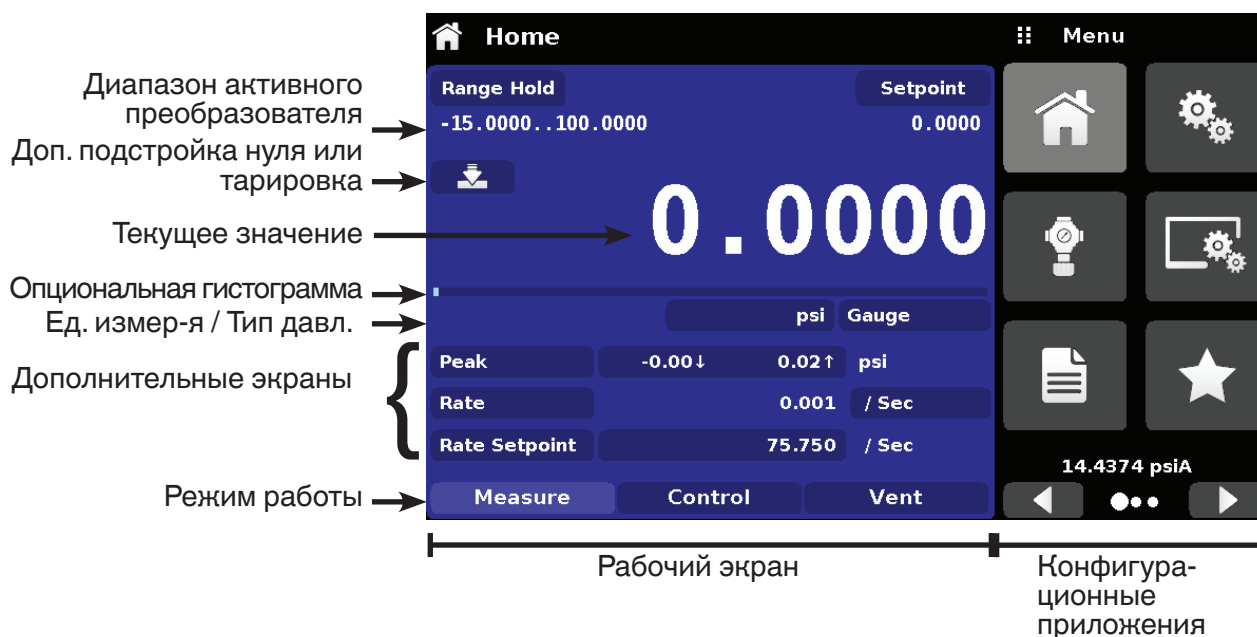 Home
Menu
Диапазон активного
преобразователя
Range Hold
Setpoint
-15.0000..100.0000
0.0000
Доп. подстройка нуля или
тарировка
Текущее значение
0.0000
Опциональная гистограмма
Ед. измер-я / Тип давл.
psi Gauge
Дополнительные экраны
Peak -0.00↓ 0.02↑ psi
Rate 0.001 / Sec
Rate Setpoint 75.750 / Sec
14.4374 psiA
Режим работы
Measure Control Vent
Рабочий экран
Конфигура-
ционные
приложения